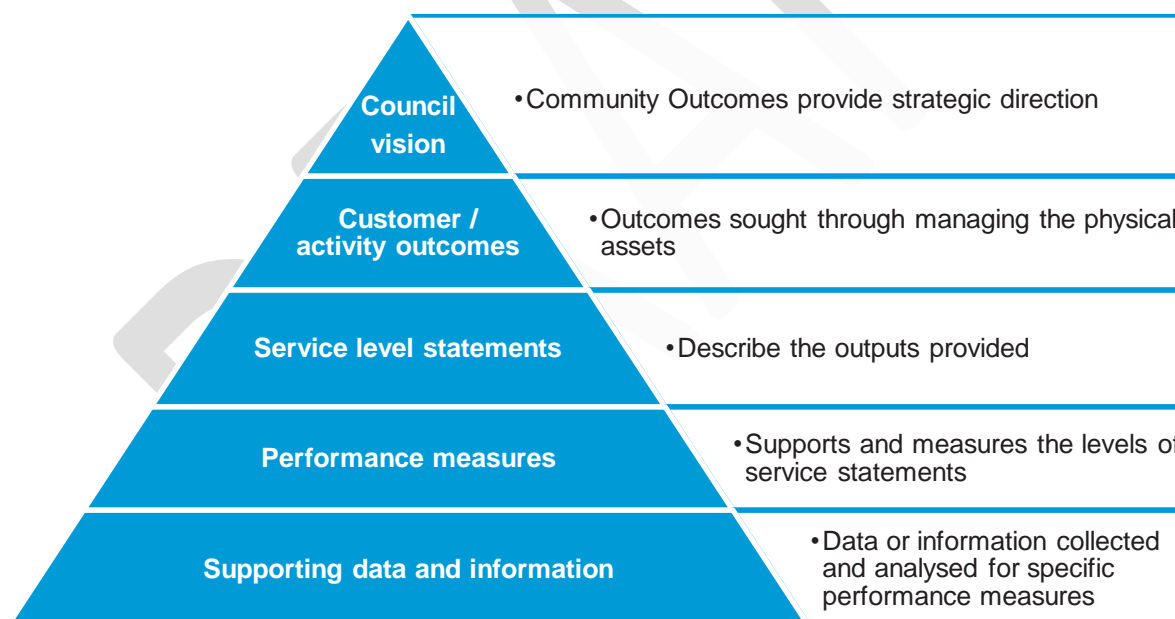 Council
vision
•Community Outcomes provide strategic direction
Customer /
activity outcomes
•Outcomes sought through managing the physical
assets
Service level statements
•Describe the outputs provided
Performance measures
•Supports and measures the levels of
service statements
Supporting data and information
•Data or information collected
and analysed for specific
performance measures